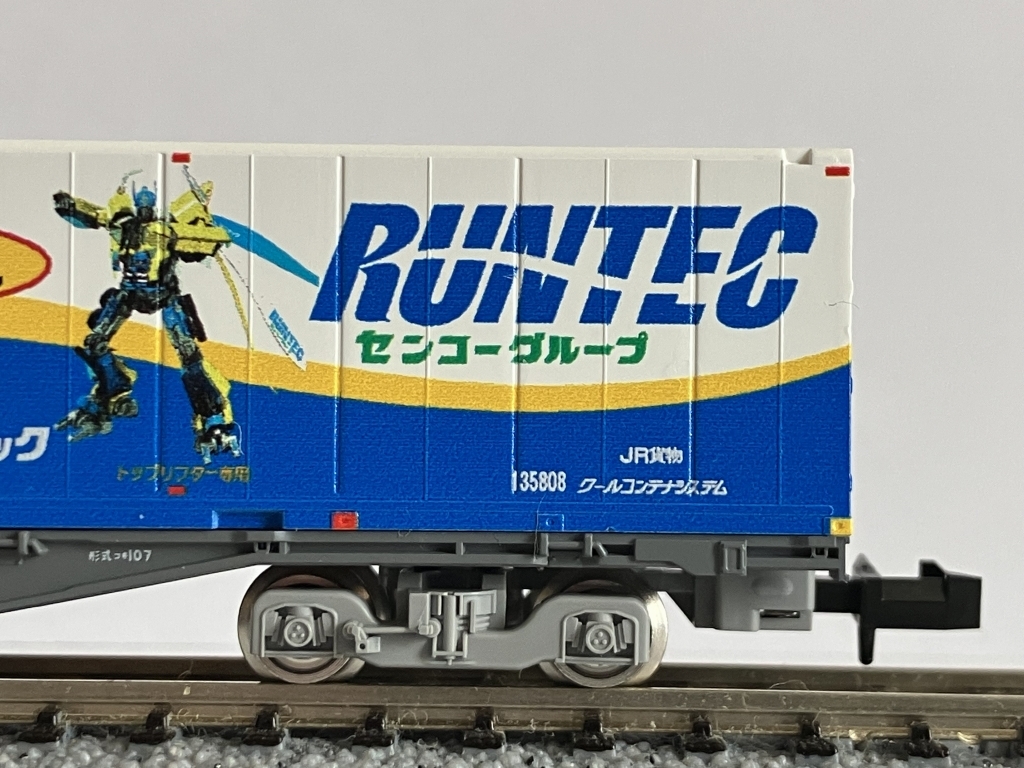 RUNTEC
センコーグループ
RUNTEC
ック
トップリフター専用
JR貨物
135808 クールコンテナシステム
形式コキ107